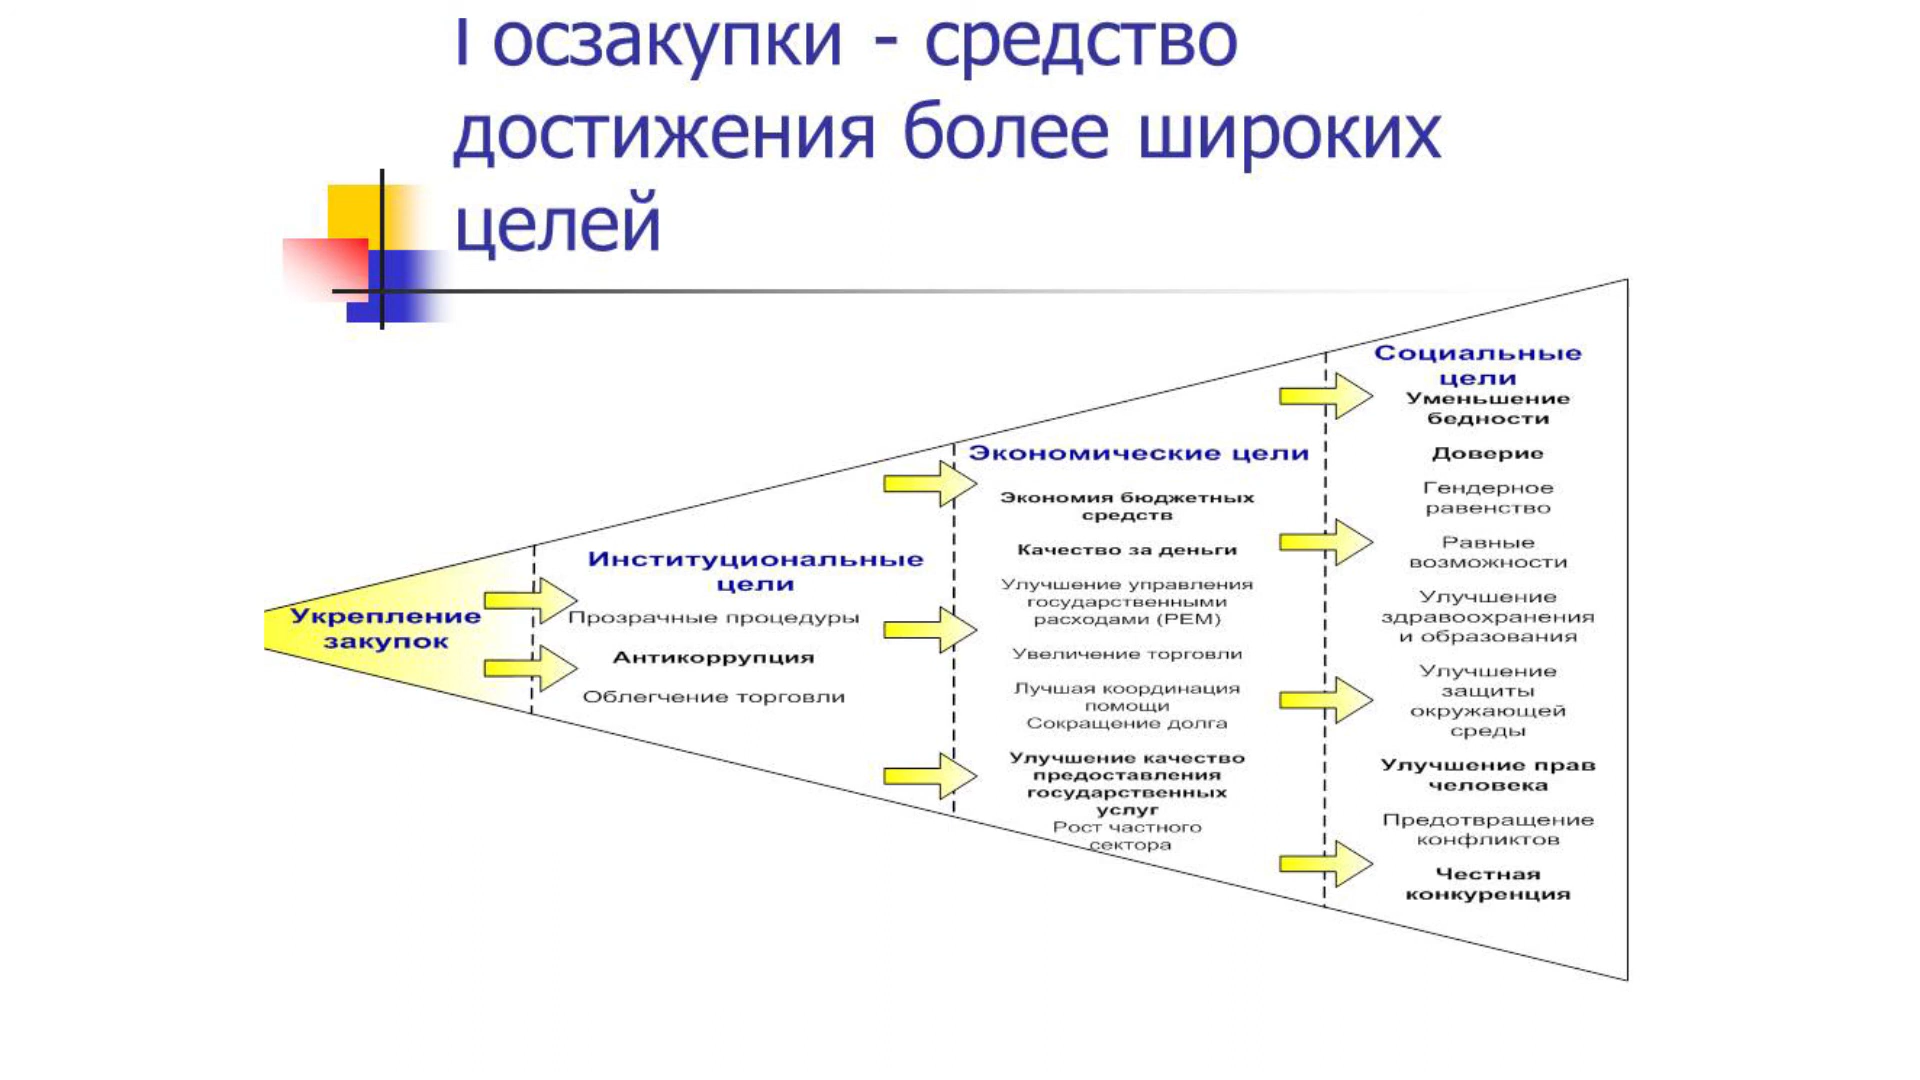 Госзакупки - средство
достижения более широких
целей
Укрепление
закупок
Институциональные
цели
Прозрачные процедуры
Антикоррупция
Облегчение торговли
Экономические цели
Экономия бюджетных
средств
Качество за деньги
Улучшение управления
государственными
расходами (PEM)
Увеличение торговли
Лучшая координация
помощи
Сокращение долга
Улучшение качество
предоставления
государственных
услуг
Рост частного
сектора
Социальные
цели
Уменьшение
бедности
Доверие
Гендерное
равенство
Равные
возможности
Улучшение
здравоохранения
и образования
Улучшение
защиты
окружающей
среды
Улучшение прав
человека
Предотвращение
конфликтов
Честная
конкуренция